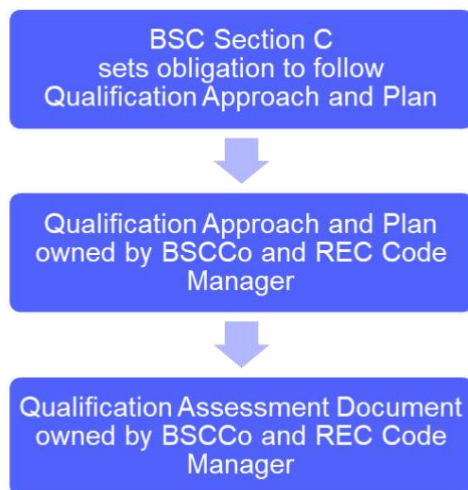 BSC Section C
sets obligation to follow
Qualification Approach and Plan
Qualification Approach and Plan
owned by BSCCo and REC Code
Manager
Qualification Assessment Document
owned by BSCCo and REC Code
Manager